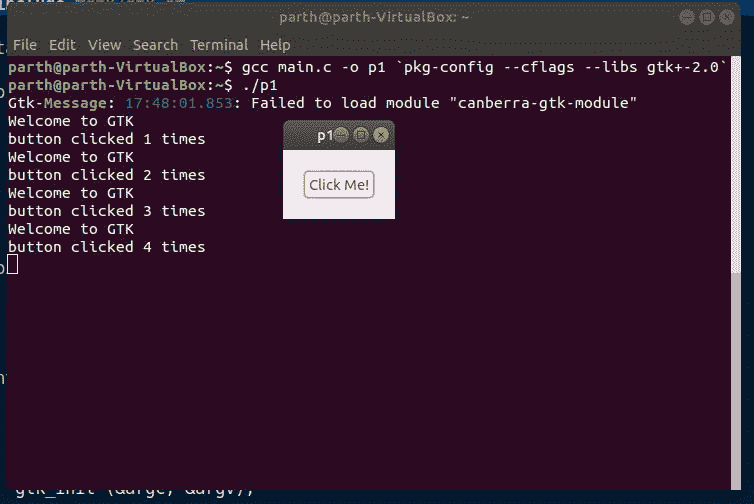 parth@parth-VirtualBox: ~
File Edit View Search Terminal Help
parth@parth-VirtualBox:~$ gcc main.c -o p1 `pkg-config --cflags --libs gtk+-2.0`
parth@parth-VirtualBox:~$ ./p1
Gtk-Message: 17:48:01.853: Failed to load module "canberra-gtk-module"
Welcome to GTK
button clicked 1 times
Welcome to GTK
button clicked 2 times
Welcome to GTK
button clicked 3 times
Welcome to GTK
button clicked 4 times
p1
Click Me!
gtk_init (&argc, &argv);